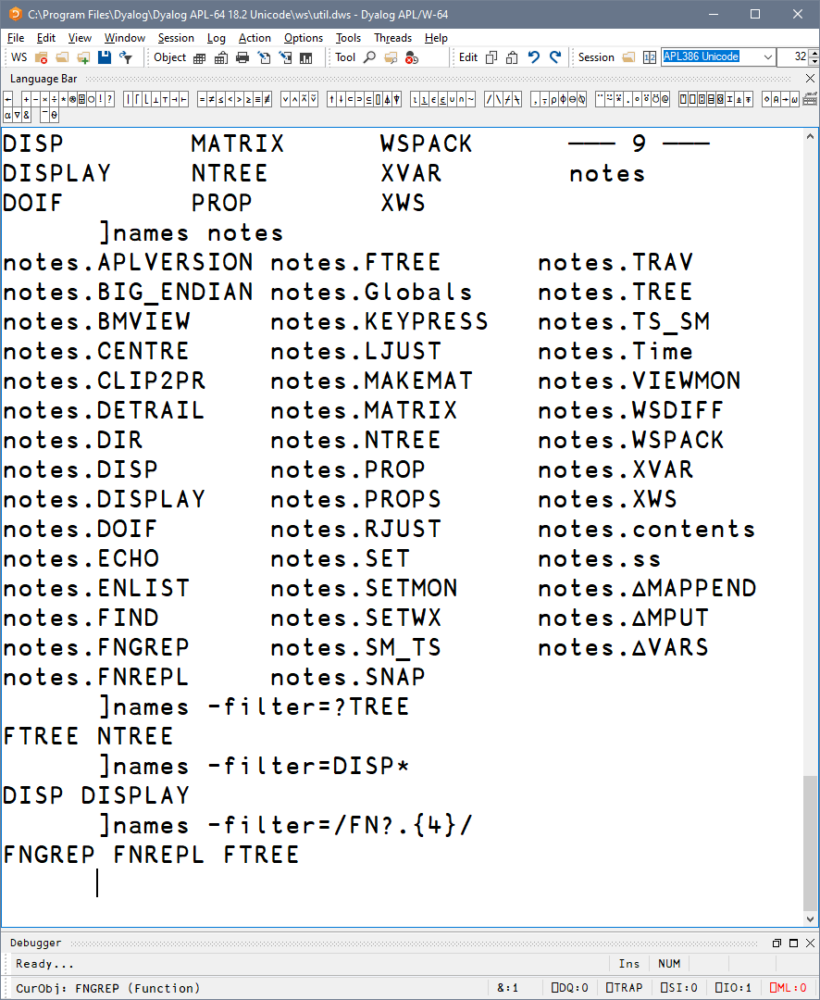 C:\Program Files\Dyalog\Dyalog APL-64 18.2 Unicode\ws\util.dws - Dyalog APL/W-64
File Edit View Window Session Log Action Options Tools Threads Help
WS Object Tool Edit Session APL386 Unicode 32
Language Bar
← + - × ÷ * ⍟ ⌹ ○ ! ? | ⌈ ⌊ ⊥ ⊤ ⊣ ⊢ = ≠ ≤ < > ≥ ≡ ≢ ∨ ∧ ⍲ ⍱ ↑ ↓ ⊂ ⊃ ⊆ ⌷ ⍋ ⍒ ⍳ ⍸ ∊ ⍷ ∪ ∩ ~ / \ ⌿ ⍀ , ⍪ ⍴ ⌽ ⊖ ⍉ ¨ ⍨ ⍣ . ∘ ⍤ ⍥ @
⍺ ∇ & ¯ ⍬
DISP MATRIX WSPACK ─── 9 ───
DISPLAY NTREE XVAR notes
DOIF PROP XWS
]names notes
notes.APLVERSION notes.FTREE notes.TRAV
notes.BIG_ENDIAN notes.Globals notes.TREE
notes.BMVIEW notes.KEYPRESS notes.TS_SM
notes.CENTRE notes.LJUST notes.Time
notes.CLIP2PR notes.MAKEMAT notes.VIEWMON
notes.DETRAIL notes.MATRIX notes.WSDIFF
notes.DIR notes.NTREE notes.WSPACK
notes.DISP notes.PROP notes.XVAR
notes.DISPLAY notes.PROPS notes.XWS
notes.DOIF notes.RJUST notes.contents
notes.ECHO notes.SET notes.ss
notes.ENLIST notes.SETMON notes.∆MAPPEND
notes.FIND notes.SETWX notes.∆MPUT
notes.FNGREP notes.SM_TS notes.∆VARS
notes.FNREPL notes.SNAP
]names -filter=?TREE
FTREE NTREE
]names -filter=DISP*
DISP DISPLAY
]names -filter=/FN?.{4}/
FNGREP FNREPL FTREE
Debugger
Ready... Ins NUM
CurObj: FNGREP (Function) &:1 ⎕DQ:0 ⎕TRAP ⎕SI:0 ⎕IO:1 ⎕ML:0